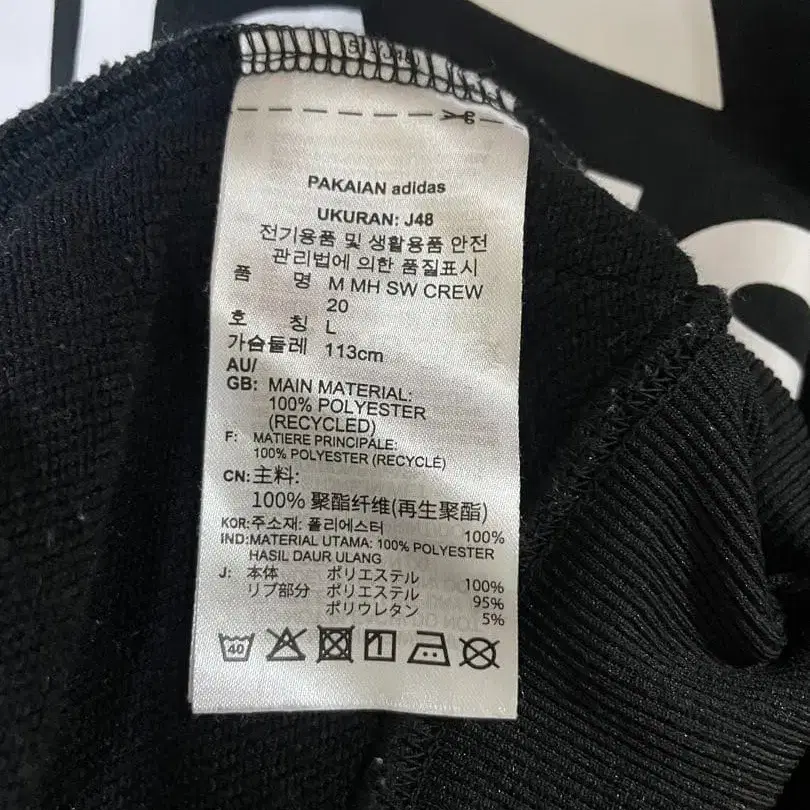 PAKAIAN adidas
UKURAN: J48
전기용품 및 생활용품 안전
관리법에 의한 품질표시
품 명 M MH SW CREW
20
호 칭 L
가슴둘레 113cm
AU/
GB: MAIN MATERIAL:
100% POLYESTER
(RECYCLED)
F: MATIERE PRINCIPALE:
100% POLYESTER (RECYCLÉ)
CN:主料:
100% 聚酯纤维(再生聚酯)
KOR:주소재: 폴리에스터 100%
IND:MATERIAL UTAMA: 100% POLYESTER
HASIL DAUR ULANG
J: 本体 ポリエステル 100%
リブ部分 ポリエステル 95%
ポリウレタン 5%
40